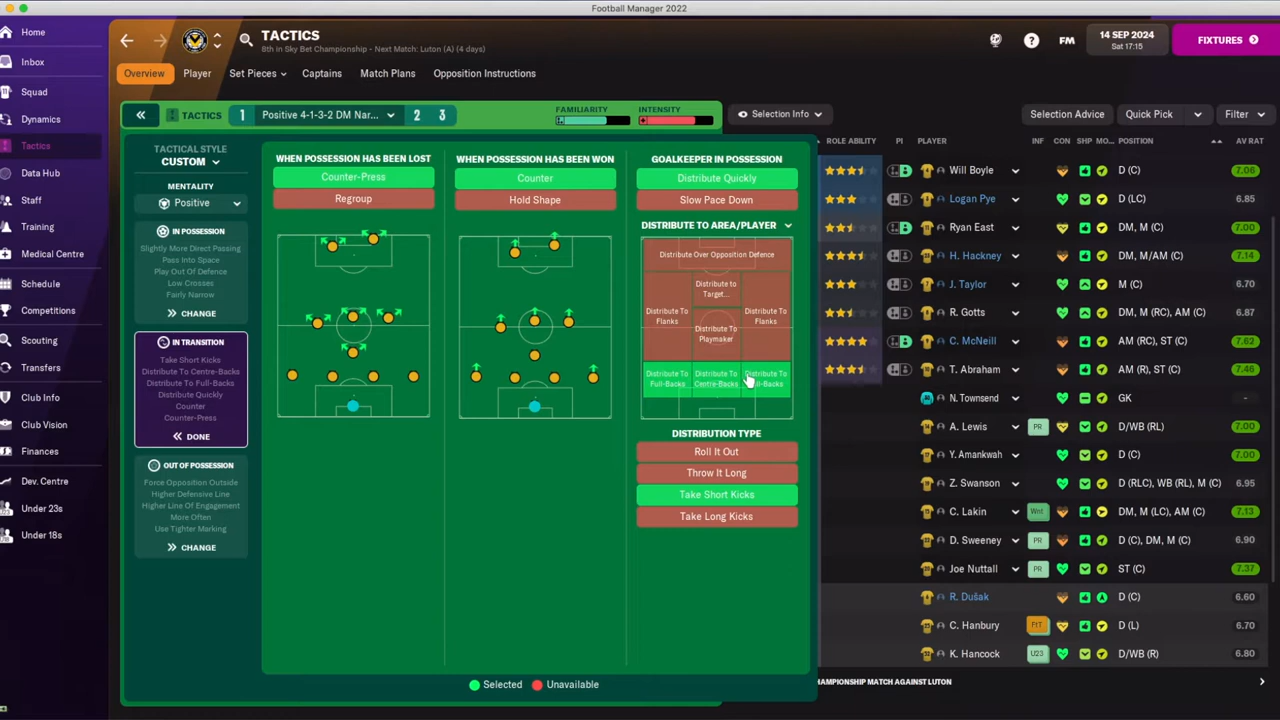 Football Manager 2022
Home
Inbox
Squad
Dynamics
Tactics
Data Hub
Staff
Training
Medical Centre
Schedule
Competitions
Scouting
Transfers
Club Info
Club Vision
Finances
Dev. Centre
Under 23s
Under 18s
TACTICS
8th in Sky Bet Championship - Next Match: Luton (A) (4 days)
FM
14 SEP 2024
Sat 17:15
FIXTURES
Overview
Player
Set Pieces
Captains
Match Plans
Opposition Instructions
TACTICS
1
Positive 4-1-3-2 DM Nar...
2
3
FAMILIARITY
INTENSITY
Selection Info
Selection Advice
Quick Pick
Filter
TACTICAL STYLE
CUSTOM
MENTALITY
Positive
IN POSSESSION
Slightly More Direct Passing
Pass Into Space
Play Out Of Defence
Low Crosses
Fairly Narrow
CHANGE
IN TRANSITION
Take Short Kicks
Distribute To Centre-Backs
Distribute To Full-Backs
Distribute Quickly
Counter
Counter-Press
DONE
OUT OF POSSESSION
Force Opposition Outside
Higher Defensive Line
Higher Line Of Engagement
More Often
Use Tighter Marking
CHANGE
WHEN POSSESSION HAS BEEN LOST
Counter-Press
Regroup
WHEN POSSESSION HAS BEEN WON
Counter
Hold Shape
GOALKEEPER IN POSSESSION
Distribute Quickly
Slow Pace Down
DISTRIBUTE TO AREA/PLAYER
Distribute Over Opposition Defence
Distribute to Target...
Distribute To Flanks
Distribute To Playmaker
Distribute To Flanks
Distribute To Full-Backs
Distribute To Centre-Backs
Distribute To Full-Backs
DISTRIBUTION TYPE
Roll It Out
Throw It Long
Take Short Kicks
Take Long Kicks
Selected
Unavailable
ROLE ABILITY PI PLAYER INF CON SHP MO... POSITION AV RAT
Will Boyle D (C) 7.06
Logan Pye D (LC) 6.85
Ryan East DM, M (C) 7.00
H. Hackney DM, M/AM (C) 7.14
J. Taylor M (C) 6.70
R. Gotts DM, M (RC), AM (C) 6.87
C. McNeill AM (RC), ST (C) 7.62
T. Abraham AM (R), ST (C) 7.46
N. Townsend GK -
A. Lewis PR D/WB (RL) 7.00
Y. Amankwah D (C) 7.00
Z. Swanson D (RLC), WB (RL), M (C) 6.95
C. Lakin Wnt DM, M (LC), AM (C) 7.13
D. Sweeney PR D (C), DM, M (C) 6.90
Joe Nuttall PR ST (C) 7.37
R. Dušak D (C) 6.60
C. Hanbury FIT D (L) 6.70
K. Hancock U23 D/WB (R) 6.80
CHAMPIONSHIP MATCH AGAINST LUTON